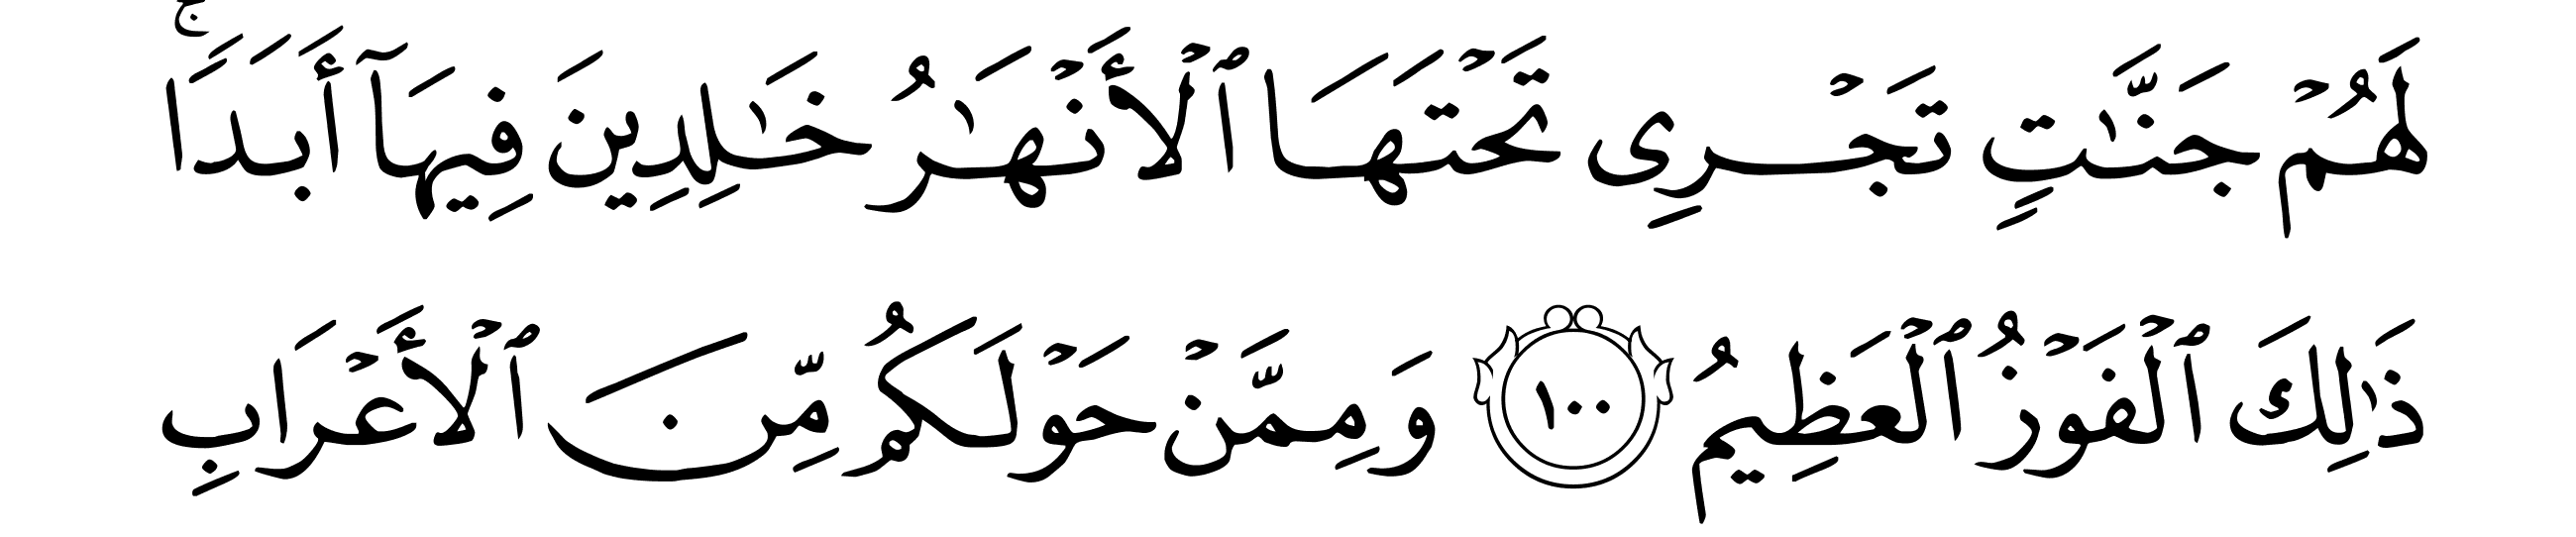 لَهُمْ جَنَّٰتٍ تَجْرِى تَحْتَهَا ٱلْأَنْهَٰرُ خَٰلِدِينَ فِيهَآ أَبَدًا ۚ
ذَٰلِكَ ٱلْفَوْزُ ٱلْعَظِيمُ ١٠٠ وَمِمَّنْ حَوْلَكُم مِّنَ ٱلْأَعْرَابِ